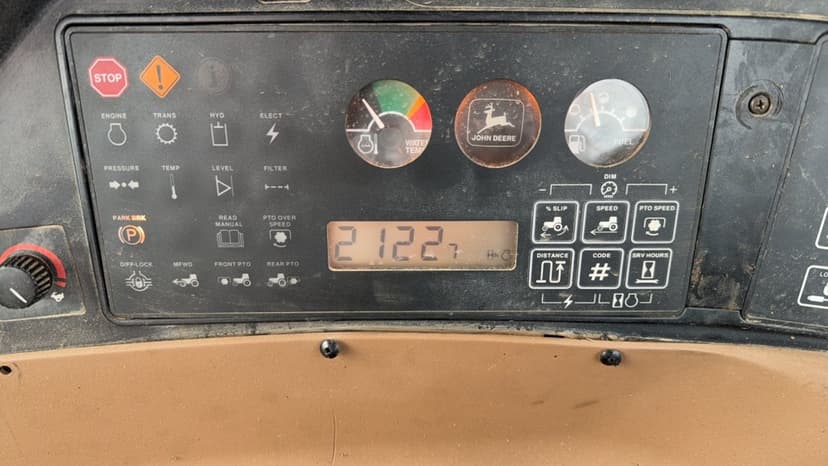 STOP
ENGINE TRANS HYD ELECT
PRESSURE TEMP LEVEL FILTER
PARK BRK READ MANUAL PTO OVER SPEED
P
DIFF-LOCK MFWD FRONT PTO REAR PTO
WATER TEMP
JOHN DEERE
FUEL
21227 h
DIM
- +
% SLIP SPEED PTO SPEED
DISTANCE CODE SRV HOURS
#